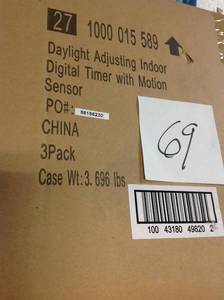 27 1000 015 589
Daylight Adjusting Indoor
Digital Timer with Motion
Sensor
PO#: 88186230
CHINA
3Pack
Case Wt: 3.696 lbs
69
100 43180 49820 2